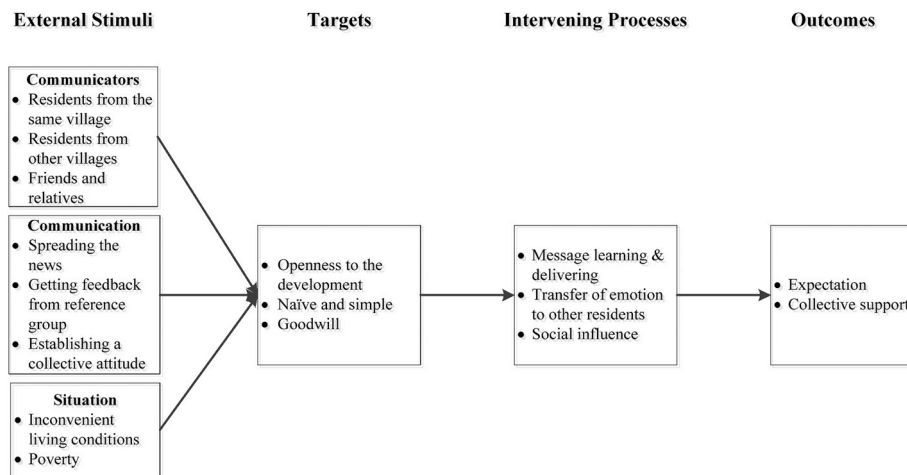 External Stimuli
Targets
Intervening Processes
Outcomes
Communicators
• Residents from the
same village
• Residents from
other villages
• Friends and
relatives
Communication
• Spreading the
news
• Getting feedback
from reference
group
• Establishing a
collective attitude
Situation
• Inconvenient
living conditions
• Poverty
• Openness to the
development
• Naïve and simple
• Goodwill
• Message learning &
delivering
• Transfer of emotion
to other residents
• Social influence
• Expectation
• Collective support